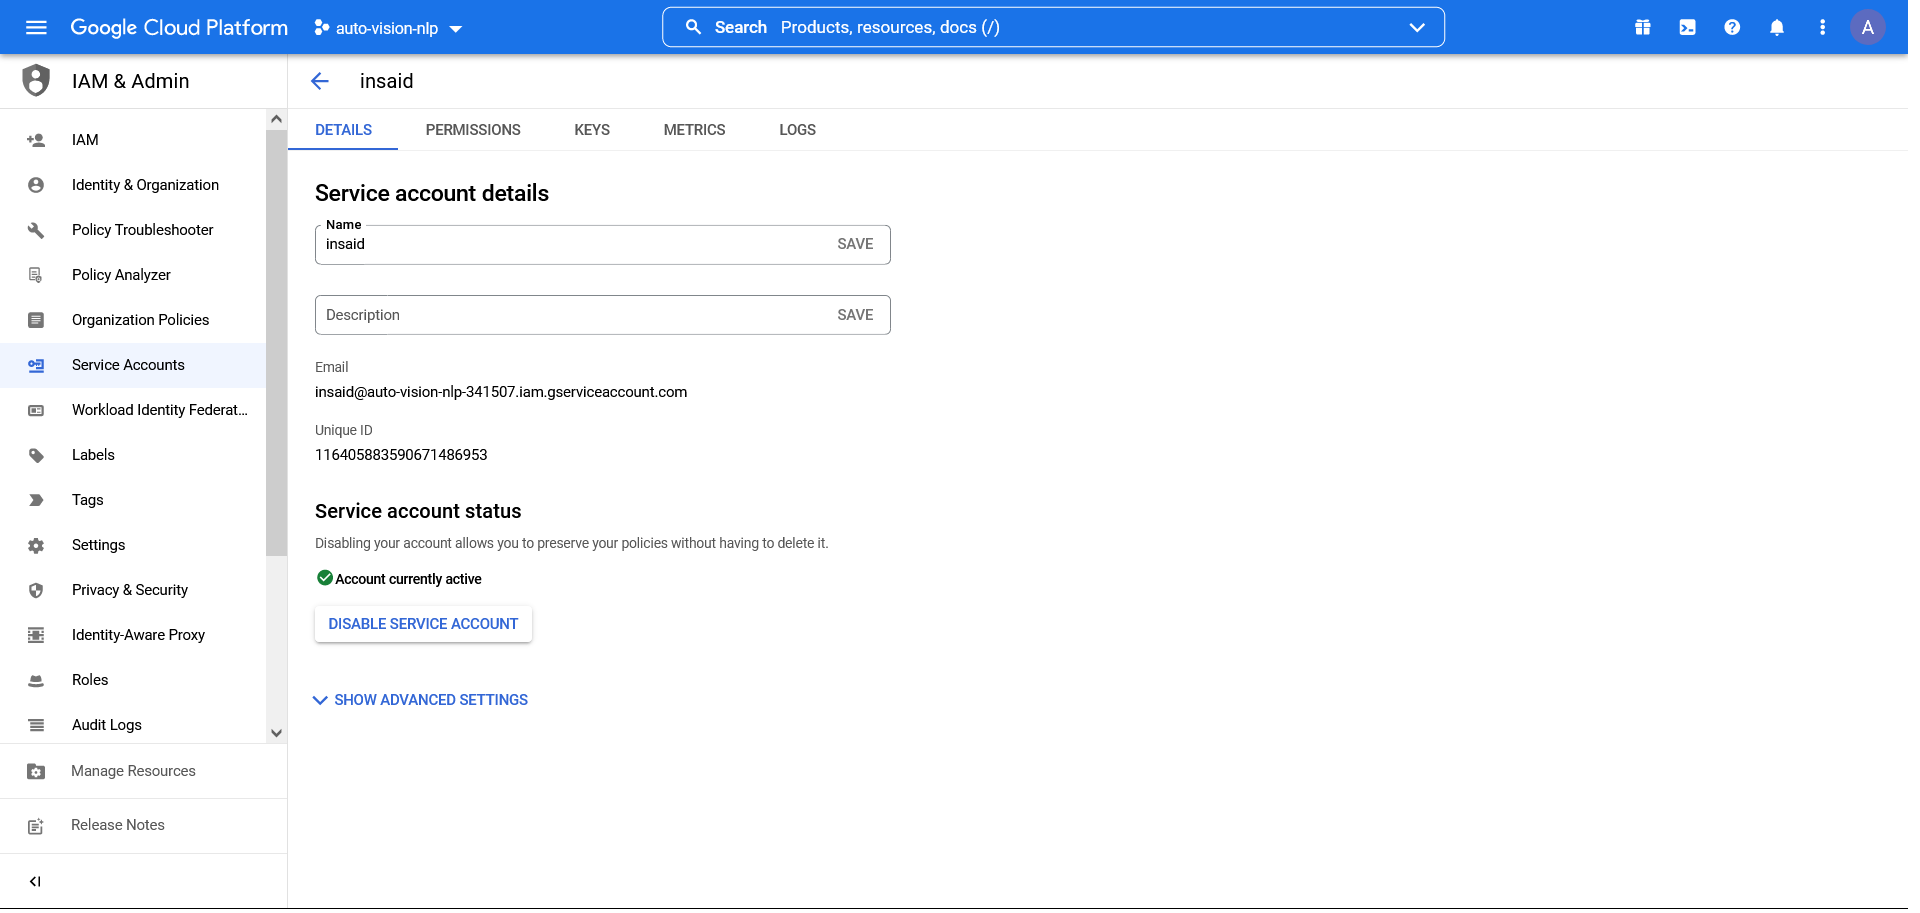 Google Cloud Platform
auto-vision-nlp
Search Products, resources, docs (/)
A
IAM & Admin
IAM
Identity & Organization
Policy Troubleshooter
Policy Analyzer
Organization Policies
Service Accounts
Workload Identity Federat...
Labels
Tags
Settings
Privacy & Security
Identity-Aware Proxy
Roles
Audit Logs
Manage Resources
Release Notes
insaid
DETAILS PERMISSIONS KEYS METRICS LOGS
Service account details
Name
insaid SAVE
Description SAVE
Email
insaid@auto-vision-nlp-341507.iam.gserviceaccount.com
Unique ID
116405883590671486953
Service account status
Disabling your account allows you to preserve your policies without having to delete it.
Account currently active
DISABLE SERVICE ACCOUNT
SHOW ADVANCED SETTINGS